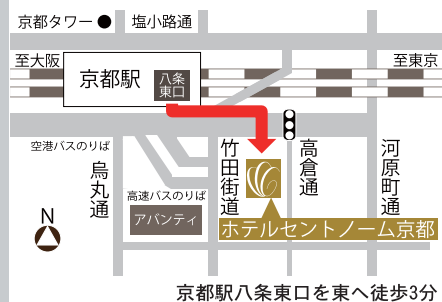 京都タワー
塩小路通
至大阪
至東京
京都駅
八条
東口
空港バスのりば
烏丸通
高速バスのりば
アバンティ
竹田街道
高倉通
河原町通
N
ホテルセントノーム京都
京都駅八条東口を東へ徒歩3分